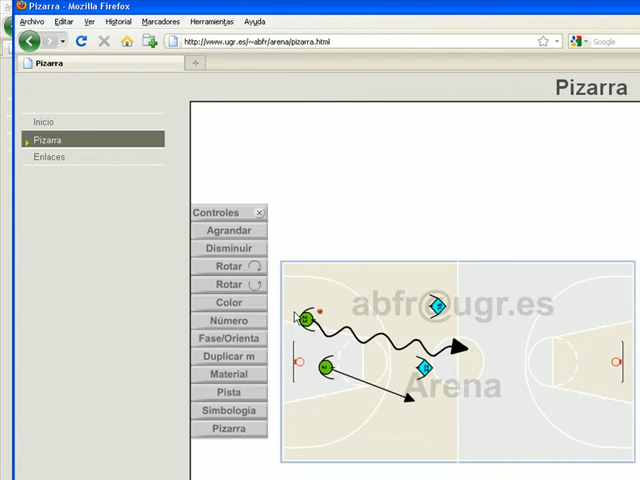 Pizarra - Mozilla Firefox
Archivo Editar Ver Historial Marcadores Herramientas Ayuda
http://www.ugr.es/~abfr/arena/pizarra.html
Google
Pizarra
Pizarra
Inicio
Pizarra
Enlaces
Controles
Agrandar
Disminuir
Rotar
Rotar
Color
Número
Fase/Orienta
Duplicar m
Material
Pista
Simbología
Pizarra
abfr@ugr.es
Arena